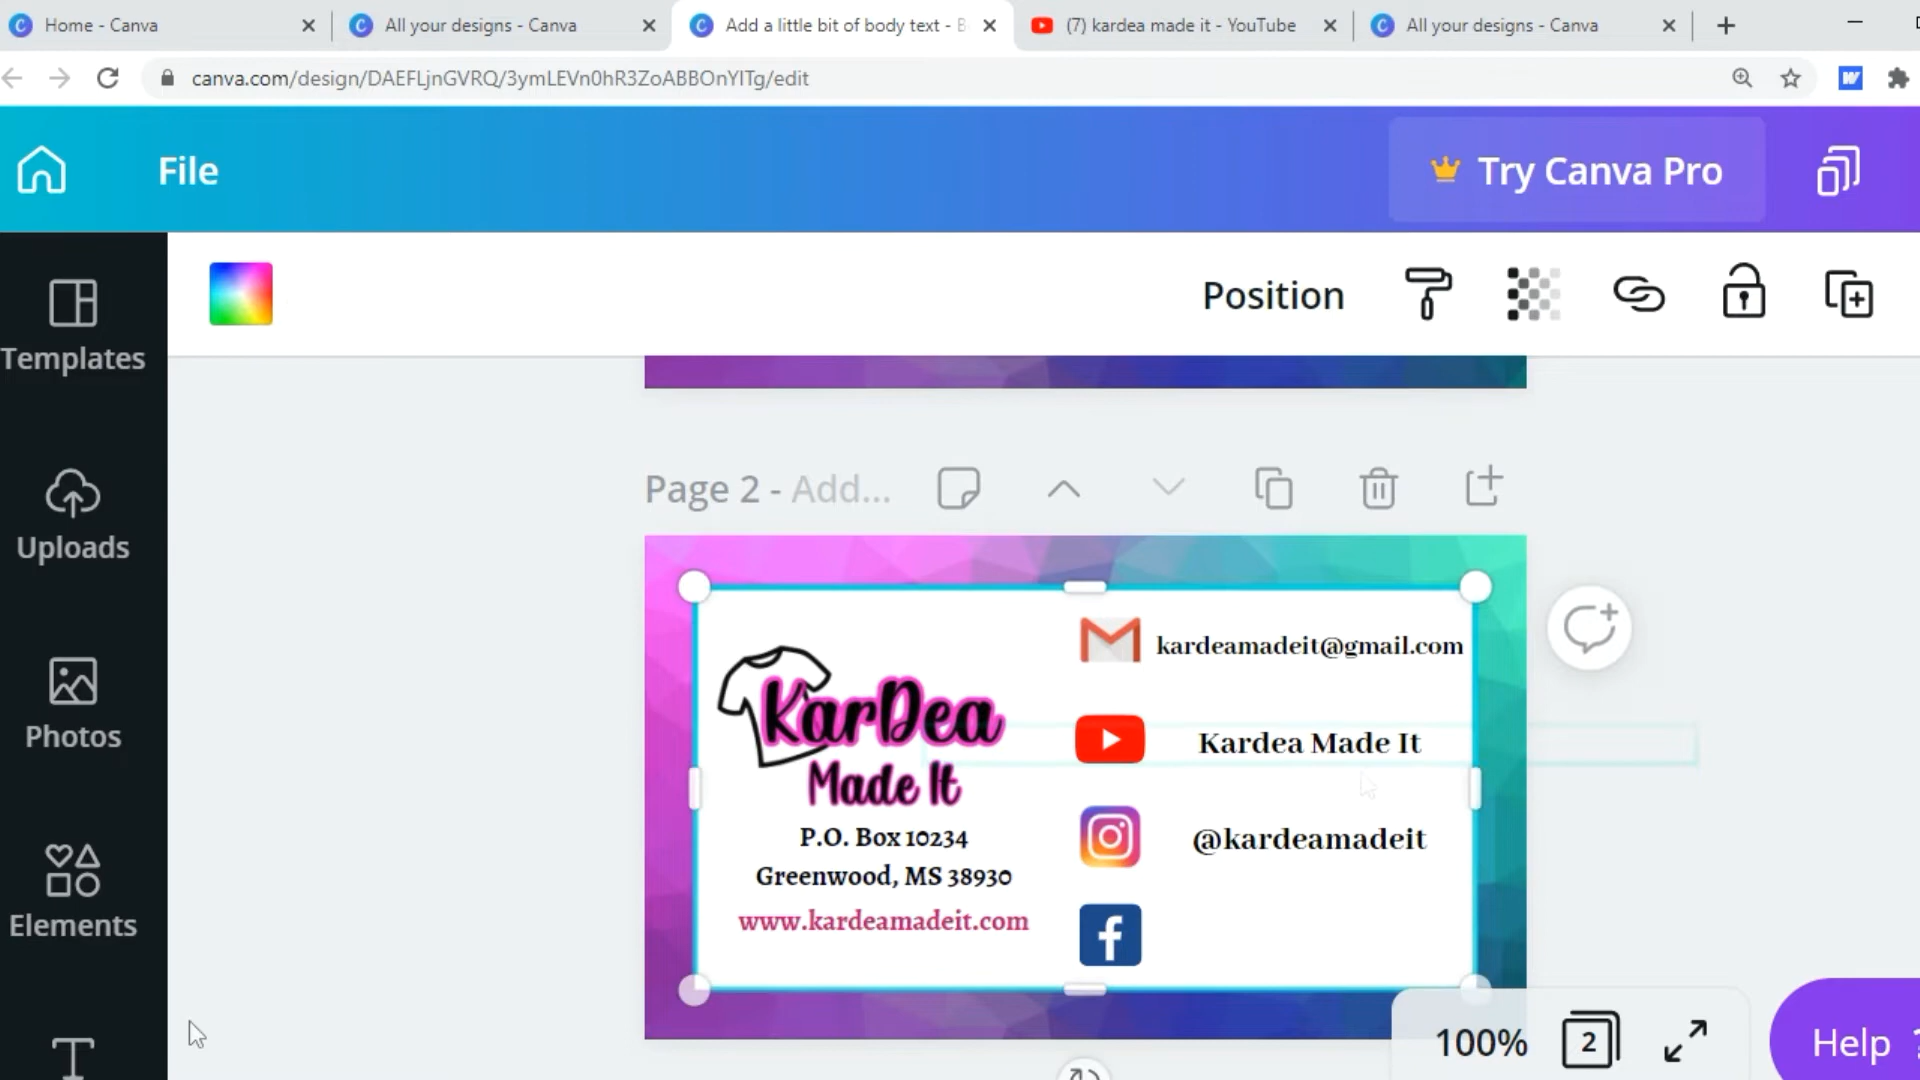 Home - Canva
All your designs - Canva
Add a little bit of body text - B
(7) kardea made it - YouTube
All your designs - Canva
canva.com/design/DAEFLjnGVRQ/3ymLEVn0hR3ZoABBOnYITg/edit
File
Try Canva Pro
Position
Templates
Uploads
Photos
Elements
Page 2 - Add...
KarDea
Made It
P.O. Box 10234
Greenwood, MS 38930
www.kardeamadeit.com
kardeamadeit@gmail.com
Kardea Made It
@kardeamadeit
100%
2
Help ?